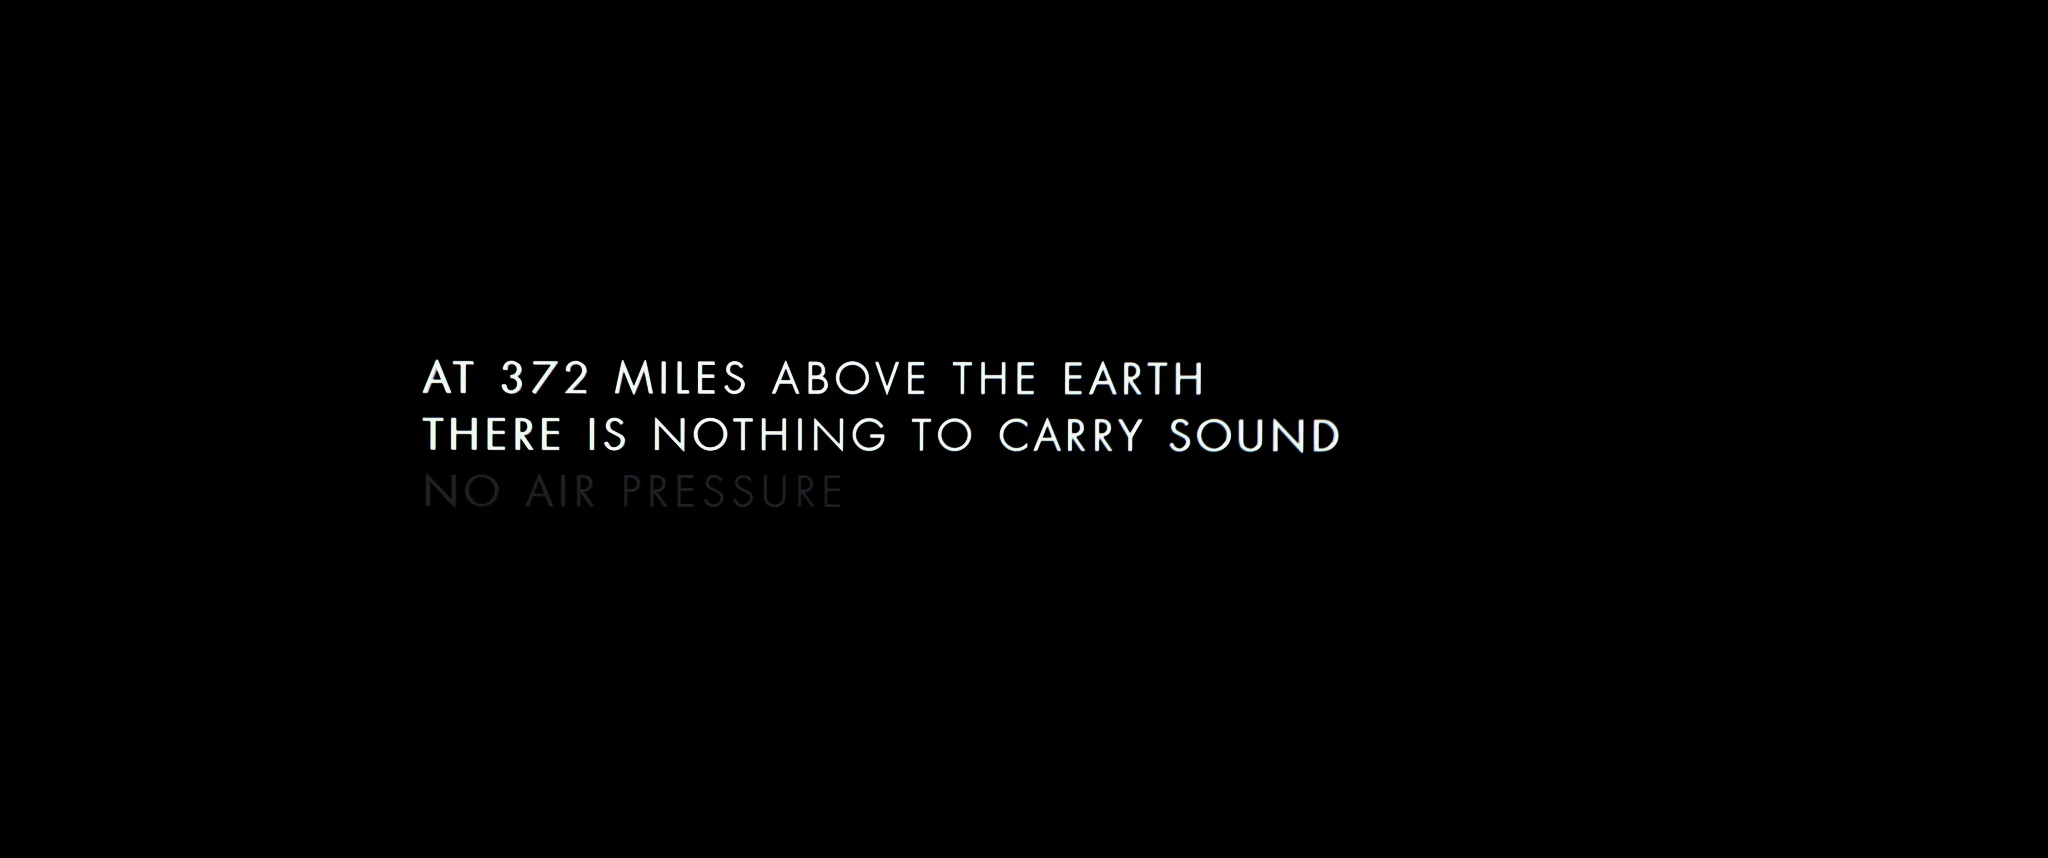 AT 372 MILES ABOVE THE EARTH
THERE IS NOTHING TO CARRY SOUND
NO AIR PRESSURE